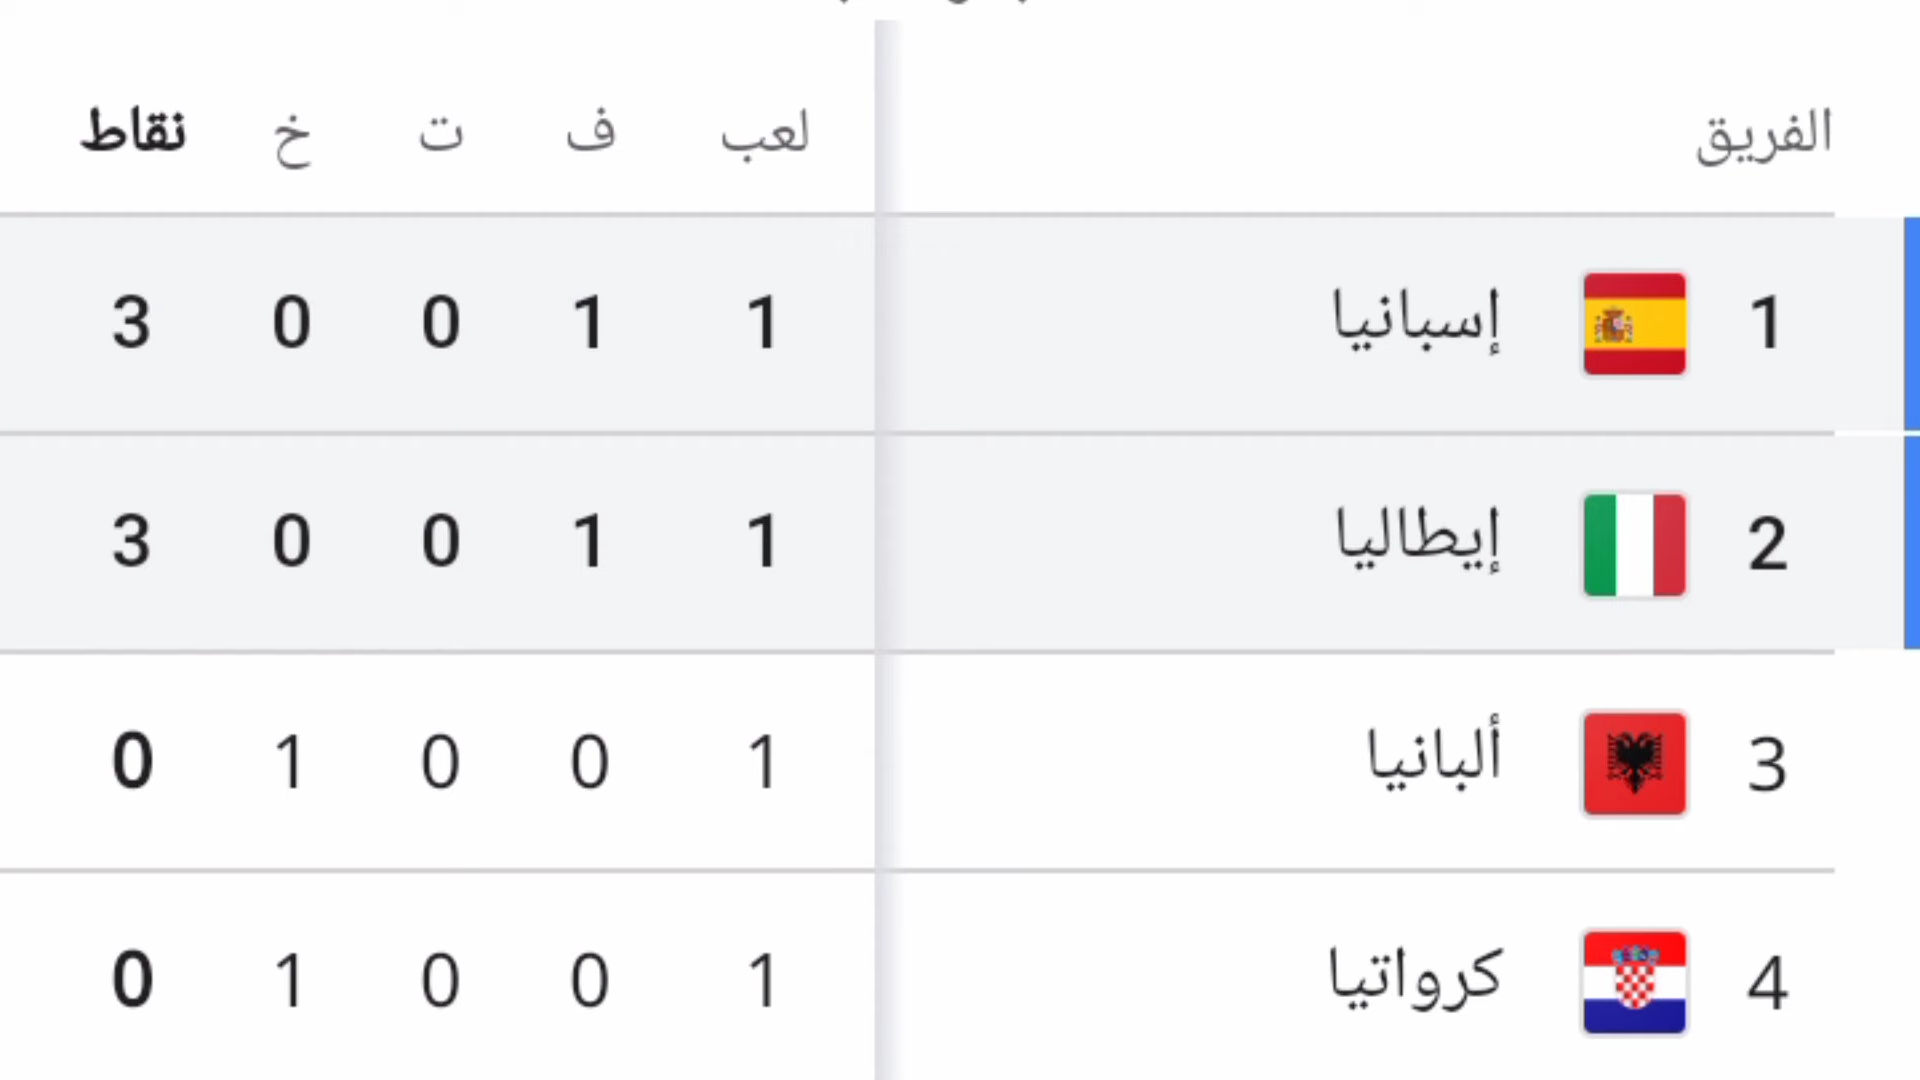 الفريق لعب ف ت خ نقاط
1 إسبانيا 1 1 0 0 3
2 إيطاليا 1 1 0 0 3
3 ألبانيا 1 0 0 1 0
4 كرواتيا 1 0 0 1 0